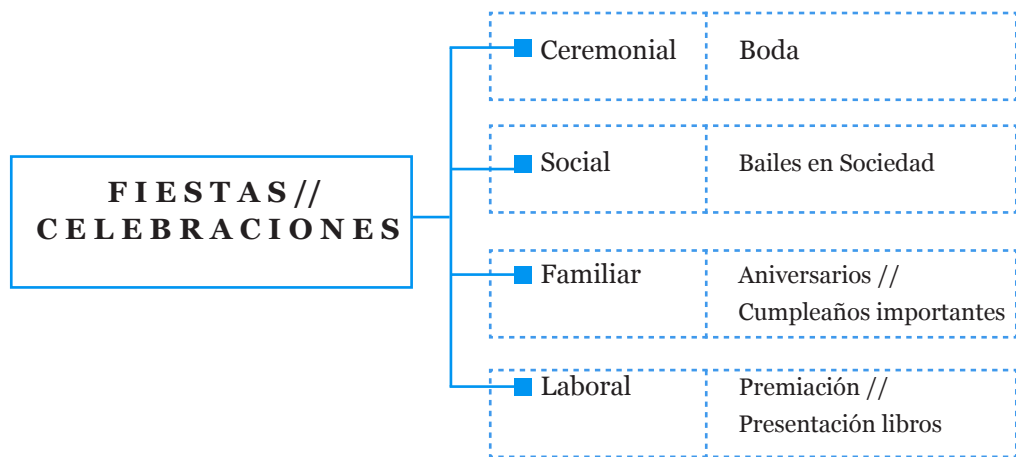 FIESTAS//
CELEBRACIONES
Ceremonial
Boda
Social
Bailes en Sociedad
Familiar
Aniversarios //
Cumpleaños importantes
Laboral
Premiación //
Presentación libros